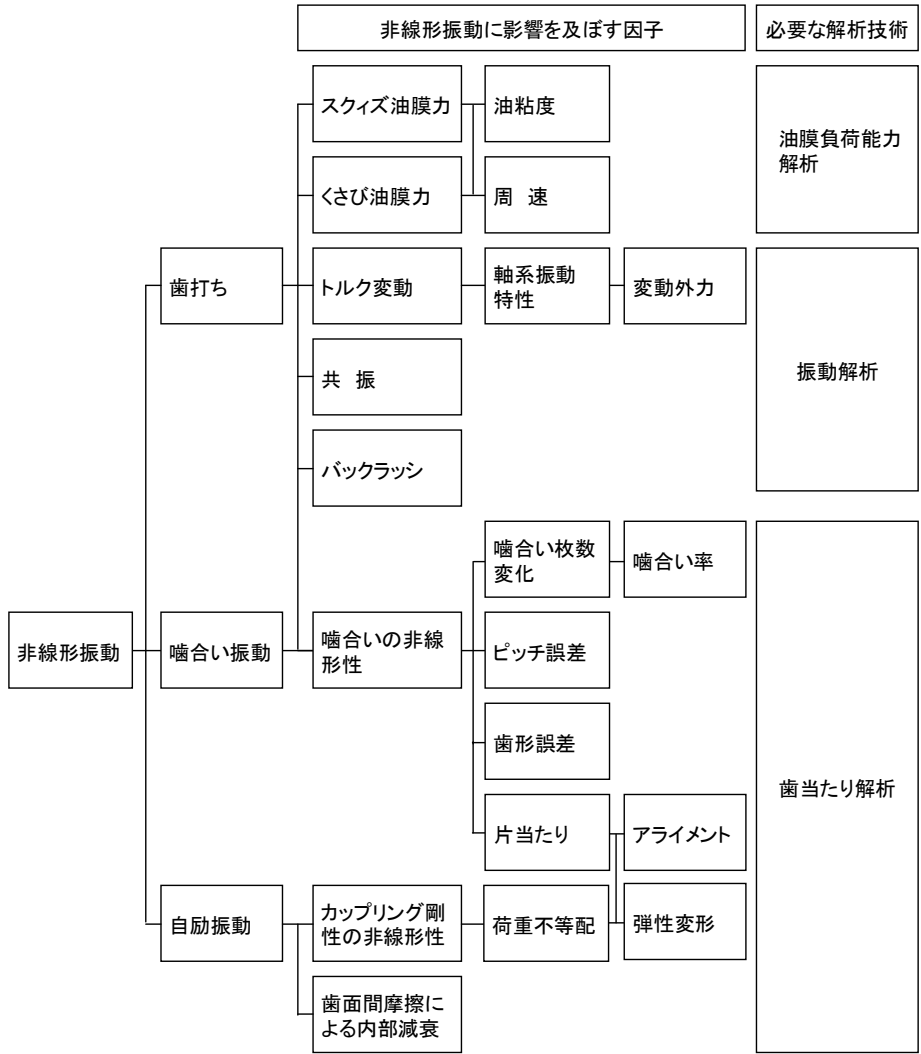 非線形振動に影響を及ぼす因子
必要な解析技術
スクィズ油膜力
油粘度
油膜負荷能力
解析
くさび油膜力
周 速
歯打ち
トルク変動
軸系振動
特性
変動外力
振動解析
共 振
バックラッシ
噛合い枚数
変化
噛合い率
非線形振動
噛合い振動
噛合いの非線
形性
ピッチ誤差
歯形誤差
歯当たり解析
片当たり
アライメント
自励振動
カップリング剛
性の非線形性
荷重不等配
弾性変形
歯面間摩擦に
よる内部減衰